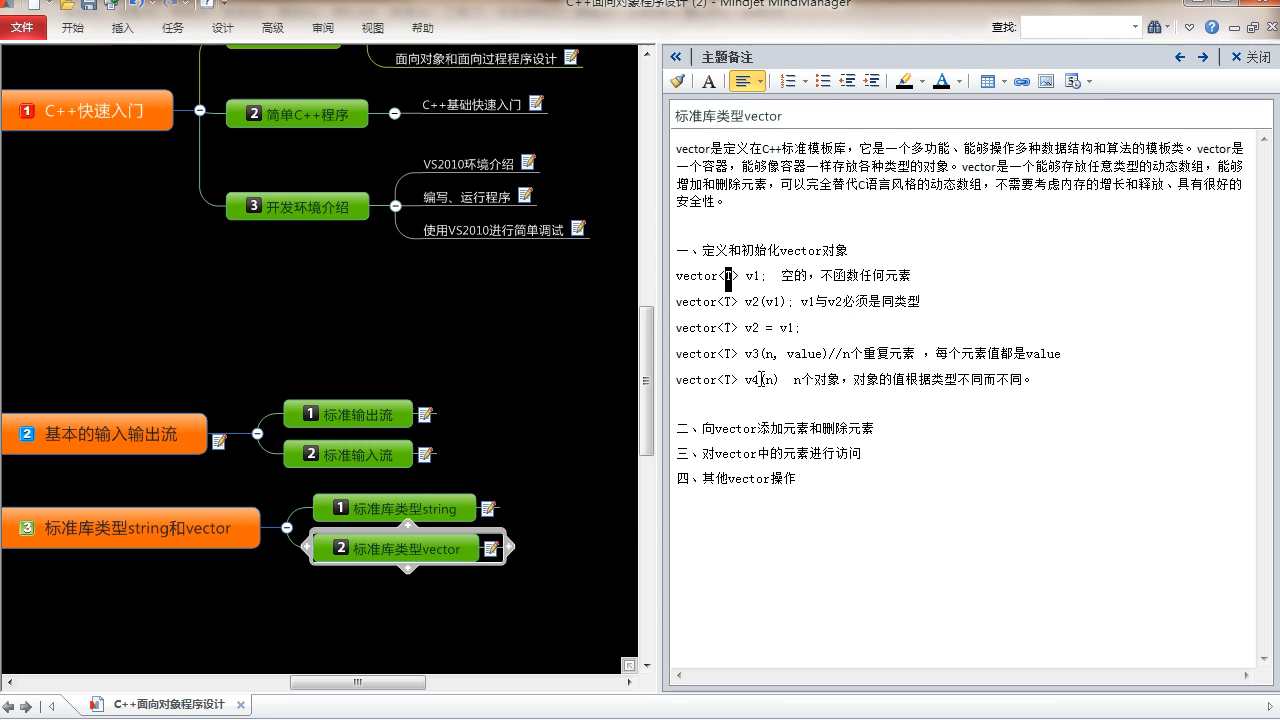 C++面向对象程序设计 (2) - Mindjet MindManager
文件 开始 插入 任务 设计 高级 审阅 视图 帮助 查找:
面向对象和面向过程程序设计
1 C++快速入门
2 简单C++程序
C++基础快速入门
3 开发环境介绍
VS2010环境介绍
编写、运行程序
使用VS2010进行简单调试
2 基本的输入输出流
1 标准输出流
2 标准输入流
3 标准库类型string和vector
1 标准库类型string
2 标准库类型vector
主题备注 关闭
标准库类型vector
vector是定义在C++标准模板库，它是一个多功能、能够操作多种数据结构和算法的模板类。vector是
一个容器，能够像容器一样存放各种类型的对象。vector是一个能够存放任意类型的动态数组，能够
增加和删除元素，可以完全替代c语言风格的动态数组，不需要考虑内存的增长和释放、具有很好的
安全性。
一、定义和初始化vector对象
vector<T> v1; 空的，不函数任何元素
vector<T> v2(v1); v1与v2必须是同类型
vector<T> v2 = v1;
vector<T> v3(n, value)//n个重复元素 ，每个元素值都是value
vector<T> v4(n) n个对象，对象的值根据类型不同而不同。
二、向vector添加元素和删除元素
三、对vector中的元素进行访问
四、其他vector操作
C++面向对象程序设计